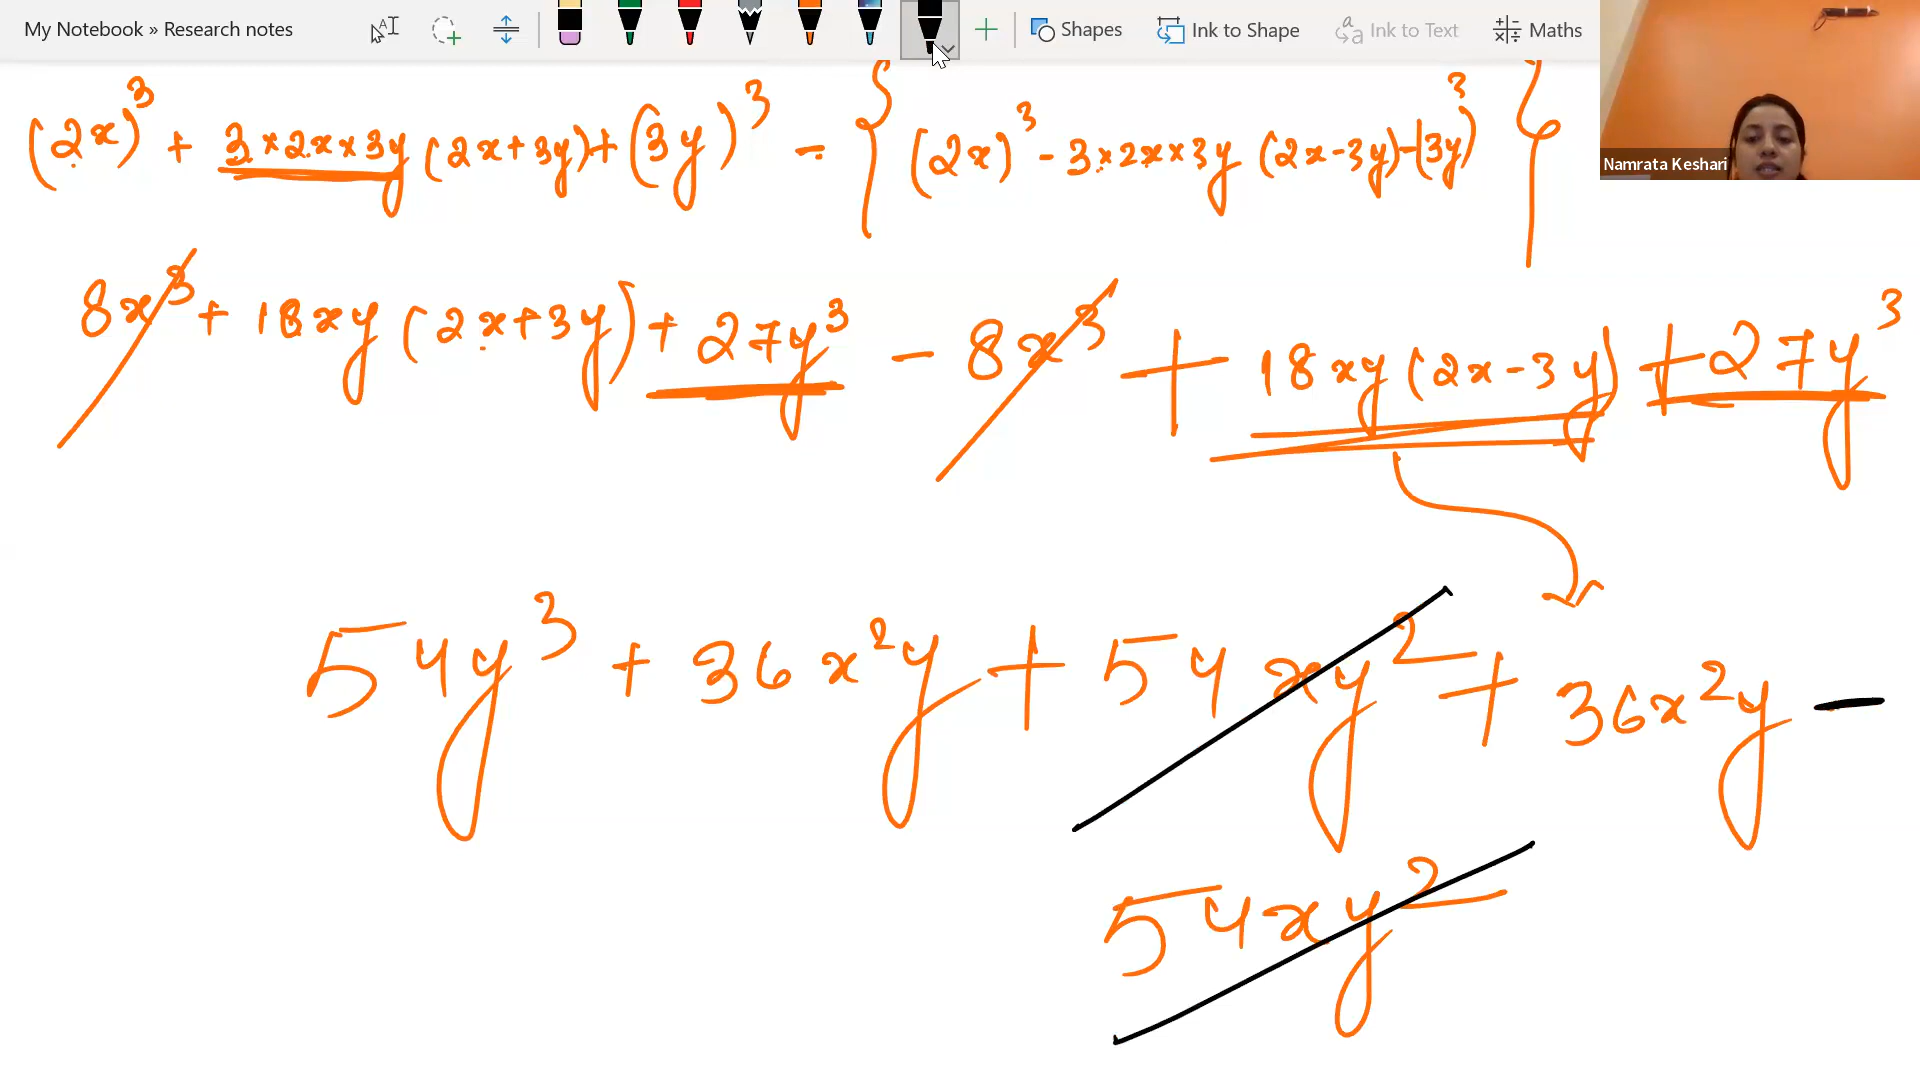 My Notebook » Research notes
Shapes
Ink to Shape
Ink to Text
Maths
Namrata Keshari
(2x)³ + 3×2x×3y (2x+3y)+(3y)³ - { (2x)³ - 3×2x×3y (2x-3y)-(3y)³ }
8x³ + 18xy (2x+3y) + 27y³ - 8x³ + 18xy (2x-3y) + 27y³
54y³ + 36x²y + 54xy² + 36x²y -
54xy²